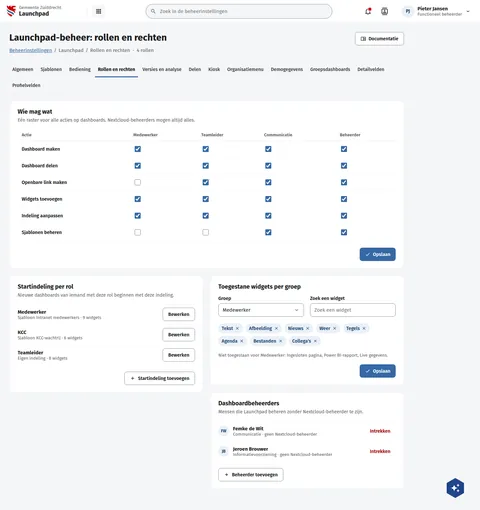 Gemeente Zuiddrecht
Launchpad
Zoek in de beheerinstellingen
PJ
Pieter Jansen
Functioneel beheerder
Launchpad-beheer: rollen en rechten
Documentatie
Beheerinstellingen / Launchpad / Rollen en rechten · 4 rollen
Algemeen Sjablonen Bediening Rollen en rechten Versies en analyse Delen Kiosk Organisatiemenu Demogegevens Groepsdashboards Detailvelden
Profielvelden
Wie mag wat
Eén raster voor alle acties op dashboards. Nextcloud-beheerders mogen altijd alles.
Actie Medewerker Teamleider Communicatie Beheerder
Dashboard maken
Dashboard delen
Openbare link maken
Widgets toevoegen
Indeling aanpassen
Sjablonen beheren
Opslaan
Startindeling per rol
Nieuwe dashboards van iemand met deze rol beginnen met deze indeling.
Medewerker
Sjabloon Intranet medewerkers · 9 widgets
Bewerken
KCC
Sjabloon KCC-wachtrij · 6 widgets
Bewerken
Teamleider
Eigen indeling · 8 widgets
Bewerken
Startindeling toevoegen
Toegestane widgets per groep
Groep Zoek een widget
Medewerker Zoek een widget
Tekst × Afbeelding × Nieuws × Weer × Tegels ×
Agenda × Bestanden × Collega's ×
Niet toegestaan voor Medewerker: Ingesloten pagina, Power BI-rapport, Live gegevens.
Opslaan
Dashboardbeheerders
Mensen die Launchpad beheren zonder Nextcloud-beheerder te zijn.
FW
Femke de Wit
Communicatie · geen Nextcloud-beheerder
Intrekken
JB
Jeroen Brouwer
Informatievoorziening · geen Nextcloud-beheerder
Intrekken
Beheerder toevoegen